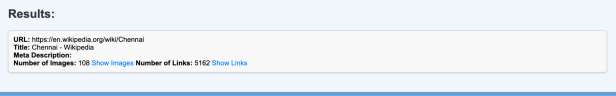 Results:
URL: https://en.wikipedia.org/wiki/Chennai
Title: Chennai - Wikipedia
Meta Description:
Number of Images: 108 Show Images Number of Links: 5162 Show Links